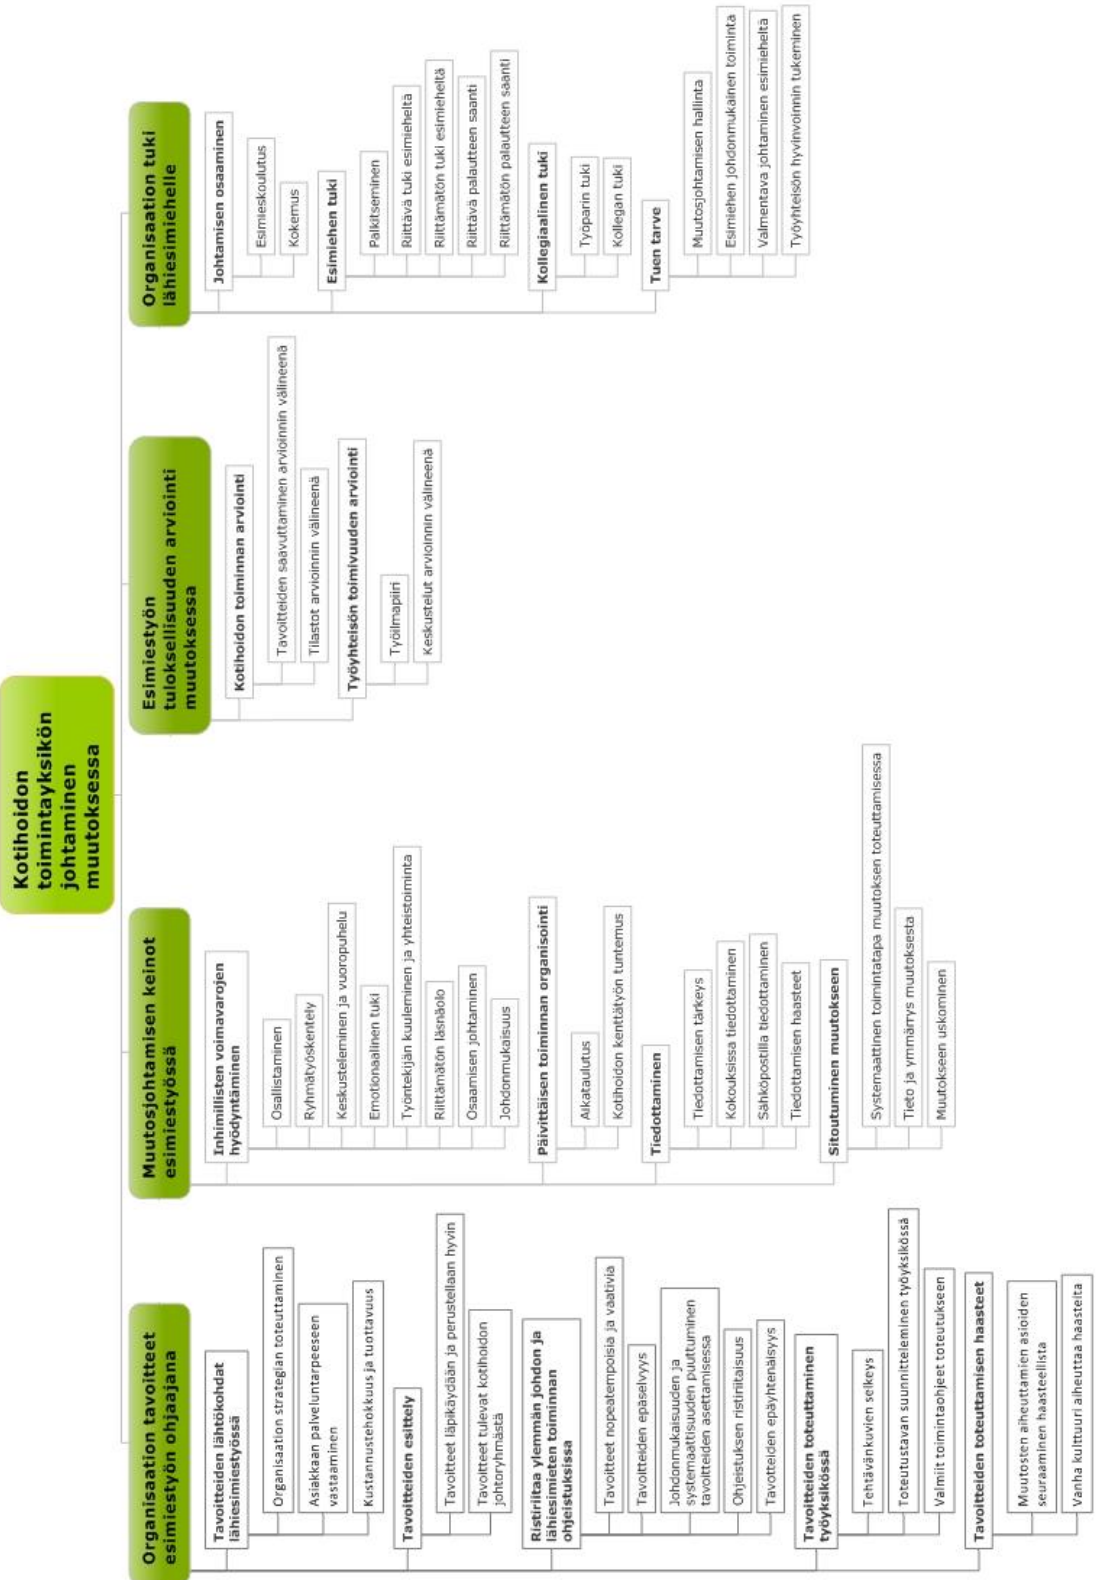 Kotihoidon
toimintayksikön
johtaminen
muutoksessa
Organisaation tavoitteet
esimiestyön ohjaajana
Tavoitteiden lähtökohdat
lähiesimiestyössä
Organisaation strategian toteuttaminen
Asiakkaan palveluntarpeeseen
vastaaminen
Kustannustehokkuus ja tuottavuus
Tavoitteiden esittely
Tavoitteet läpikäydään ja perustellaan hyvin
Tavoitteet tulevat kotihoidon
johtoryhmästä
Ristiriita ylemmän johdon ja
lähiesimieten toiminnan
ohjeistuksissa
Tavoitteet nopeatempoisia ja vaativia
Tavoitteiden epäselvyys
Johdonmukaisuuden ja
systemaattisuuden puuttuminen
tavoitteiden asettamisessa
Ohjeistuksen ristiriitaisuus
Tavotteiden epäyhtenäisyys
Tavoitteiden toteuttaminen
työyksikössä
Tehtävänkuvien selkeys
Toteutustavan suunnitteleminen työyksikössä
Valmiit toimintaohjeet toteutukseen
Tavoitteiden toteuttamisen haasteet
Muutosten aiheuttamien asioiden
seuraaminen haasteellista
Vanha kulttuuri aiheuttaa haasteita
Muutosjohtamisen keinot
esimiestyössä
Inhimillisten voimavarojen
hyödyntäminen
Osallistaminen
Ryhmätyöskentely
Keskusteleminen ja vuoropuhelu
Emotionaalinen tuki
Työntekijän kuuleminen ja yhteistoiminta
Riittämätön läsnäolo
Osaamisen johtaminen
Johdonmukaisuus
Päivittäisen toiminnan organisointi
Aikataulutus
Kotihoidon kenttätyön tuntemus
Tiedottaminen
Tiedottamisen tärkeys
Kokouksissa tiedottaminen
Sähköpostilla tiedottaminen
Tiedottamisen haasteet
Sitoutuminen muutokseen
Systemaattinen toimintatapa muutoksen toteuttamisessa
Tieto ja ymmärrys muutoksesta
Muutokseen uskominen
Esimiestyön
tuloksellisuuden arviointi
muutoksessa
Kotihoidon toiminnan arviointi
Tavoitteiden saavuttaminen arvioinnin välineenä
Tilastot arvioinnin välineenä
Työyhteisön toimivuuden arviointi
Työilmapiiri
Keskustelut arvioinnin välineenä
Organisaation tuki
lähiesimiehelle
Johtamisen osaaminen
Esimieskoulutus
Kokemus
Esimiehen tuki
Palkitseminen
Riittävä tuki esimieheltä
Riittämätön tuki esimieheltä
Riittävä palautteen saanti
Riittämätön palautteen saanti
Kollegiaalinen tuki
Työparin tuki
Kollegan tuki
Tuen tarve
Muutosjohtamisen hallinta
Esimiehen johdonmukainen toiminta
Valmentava johtaminen esimieheltä
Työyhteisön hyvinvoinnin tukeminen